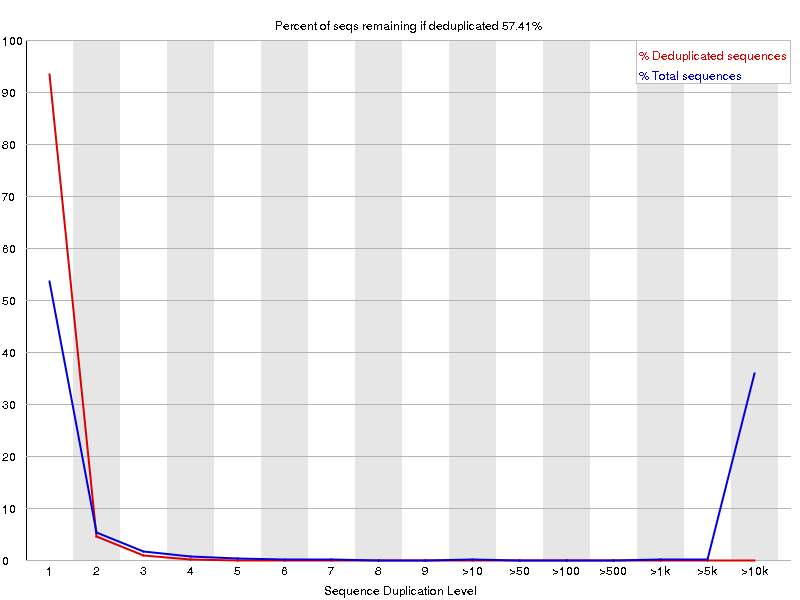 Percent of seqs remaining if deduplicated 57.41%
% Deduplicated sequences
% Total sequences
100
90
80
70
60
50
40
30
20
10
0
1 2 3 4 5 6 7 8 9 >10 >50 >100 >500 >1k >5k >10k
Sequence Duplication Level